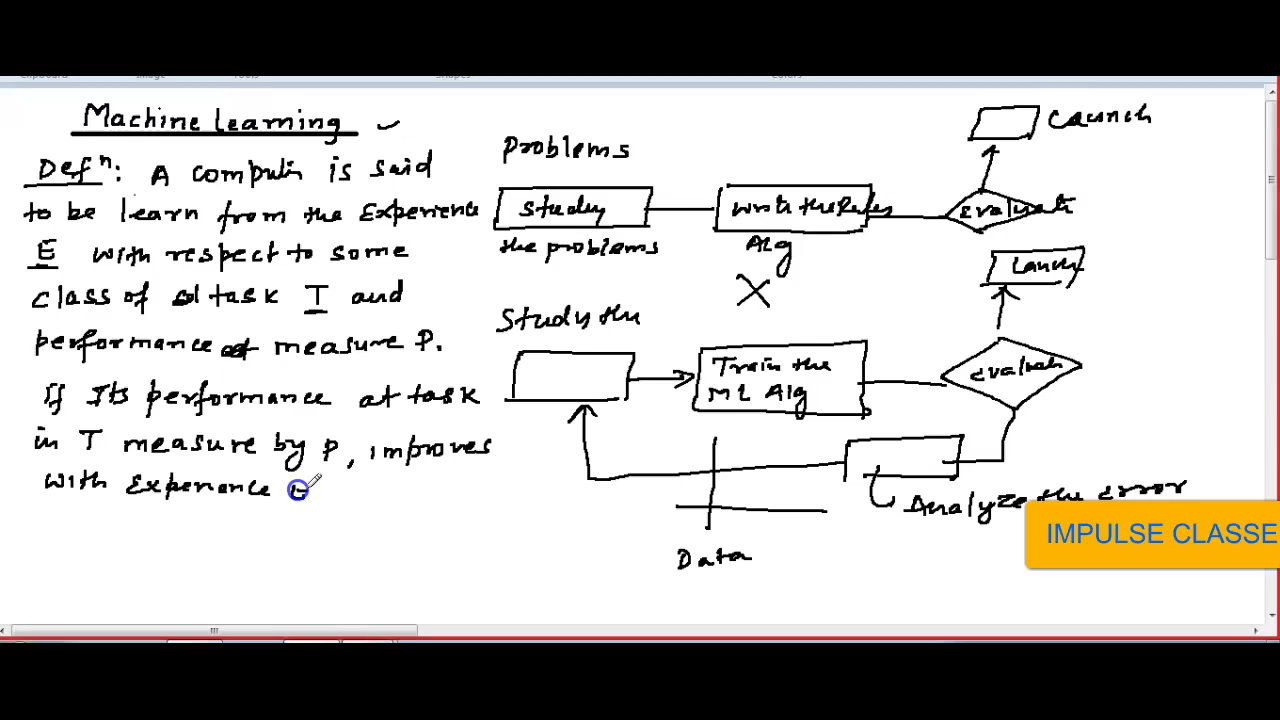 Machine learning
Defn: A computer is said
to be learn from the Experience
E with respect to some
class of task T and
performance measure P.
If Its performance at task
in T measure by P, improves
with Experience E
Problems
Study
the problems
Write the Rules
Alg
evaluate
Launch
Study the
Train the
ML Alg
evaluate
Launch
Analyze the error
Data
IMPULSE CLASSE